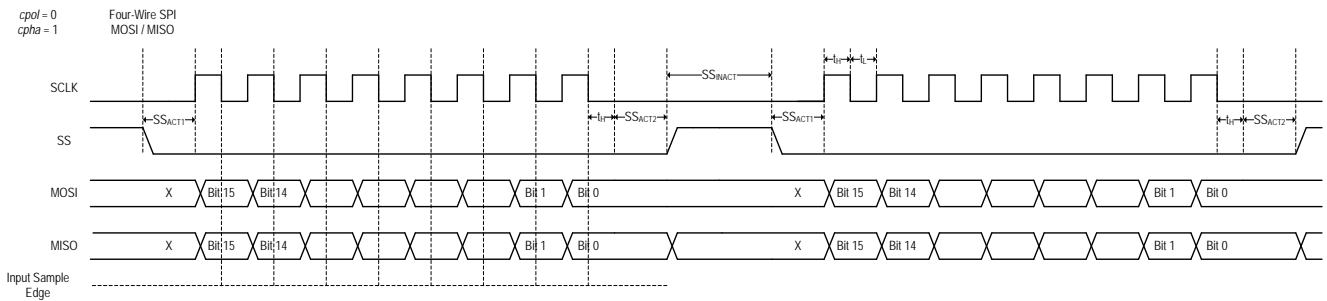 cpol = 0 Four-Wire SPI
cpha = 1 MOSI / MISO
SCLK
tH tL
SSINACT
SSACT1 tH SSACT2 SSACT1 tH SSACT2
SS
MOSI X Bit 15 Bit 14 Bit 1 Bit 0 X Bit 15 Bit 14 Bit 1 Bit 0
MISO X Bit 15 Bit 14 Bit 1 Bit 0 X Bit 15 Bit 14 Bit 1 Bit 0
Input Sample
Edge